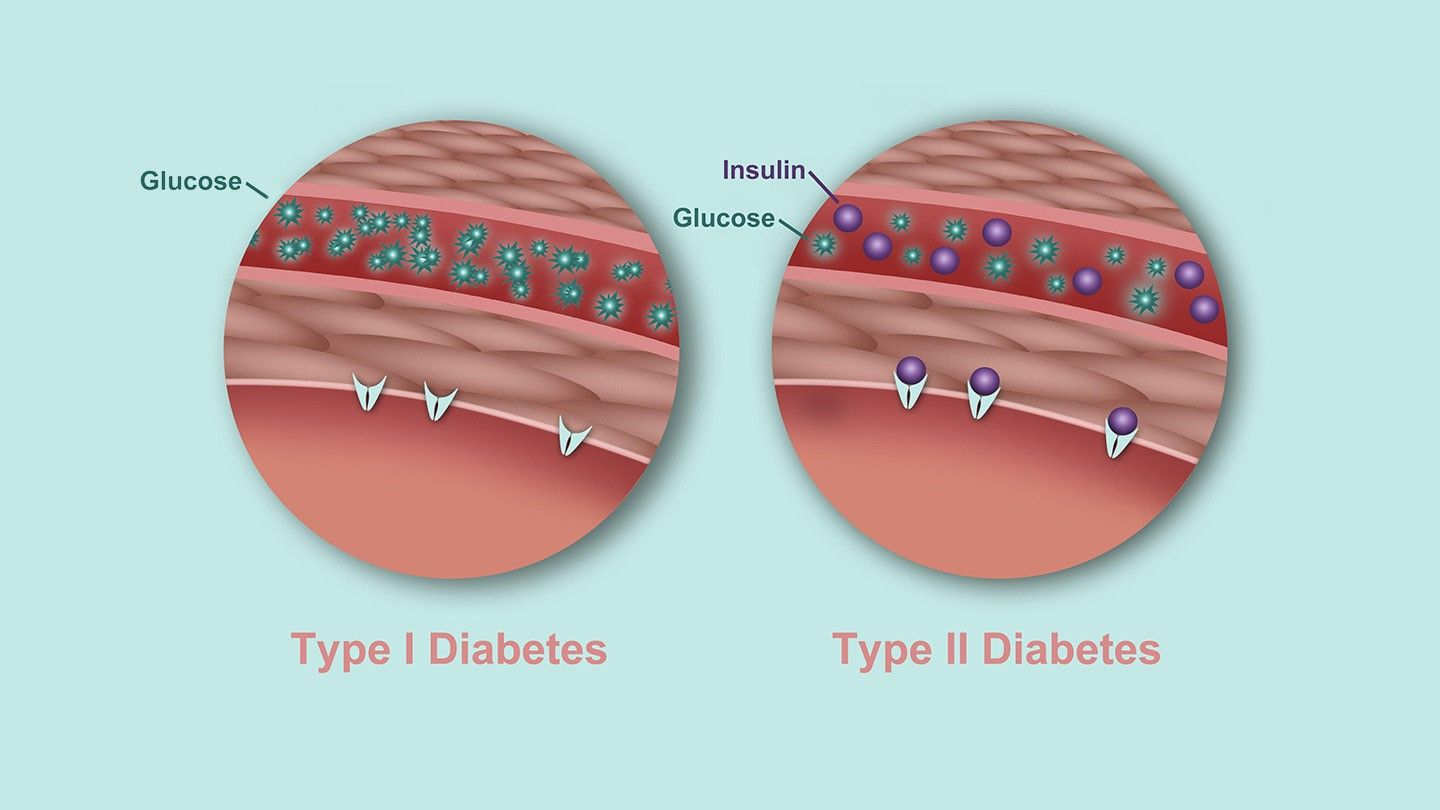 Glucose
Insulin
Glucose
Type I Diabetes
Type II Diabetes